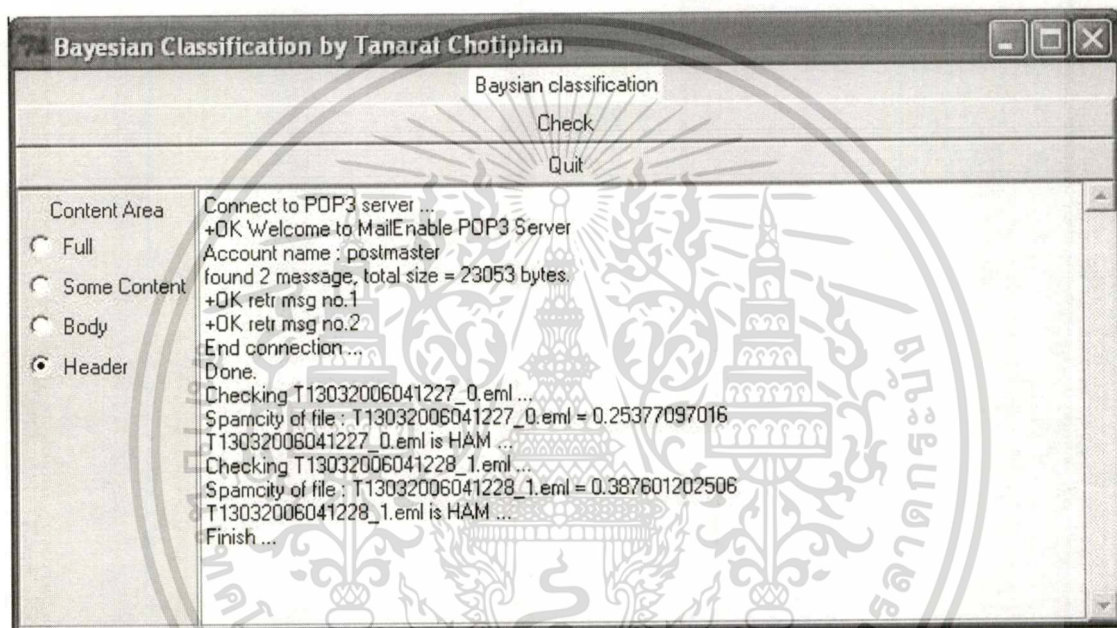 Bayesian Classification by Tanarat Chotiphan
Baysian classification
Check
Quit
Content Area
Full
Some Content
Body
Header
Connect to POP3 server ...
+OK Welcome to MailEnable POP3 Server
Account name : postmaster
found 2 message, total size = 23053 bytes.
+OK retr msg no.1
+OK retr msg no.2
End connection ...
Done.
Checking T13032006041227_0.eml ...
Spamcity of file : T13032006041227_0.eml = 0.25377097016
T13032006041227_0.eml is HAM ...
Checking T13032006041228_1.eml ...
Spamcity of file : T13032006041228_1.eml = 0.387601202506
T13032006041228_1.eml is HAM ...
Finish ...